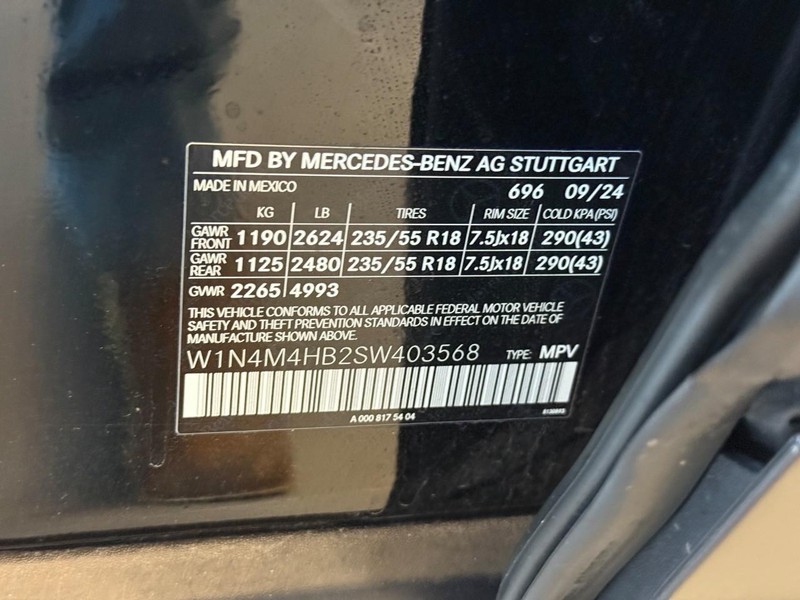 MFD BY MERCEDES-BENZ AG STUTTGART
MADE IN MEXICO 696 09/24
KG LB TIRES RIM SIZE COLD KPA (PSI)
GAWR FRONT 1190 2624 235/55 R18 7.5Jx18 290(43)
GAWR REAR 1125 2480 235/55 R18 7.5Jx18 290(43)
GVWR 2265 4993
THIS VEHICLE CONFORMS TO ALL APPLICABLE FEDERAL MOTOR VEHICLE
SAFETY AND THEFT PREVENTION STANDARDS IN EFFECT ON THE DATE OF
MANUFACTURE SHOWN ABOVE.
W1N4M4HB2SW403568 TYPE: MPV
A 000 817 54 04